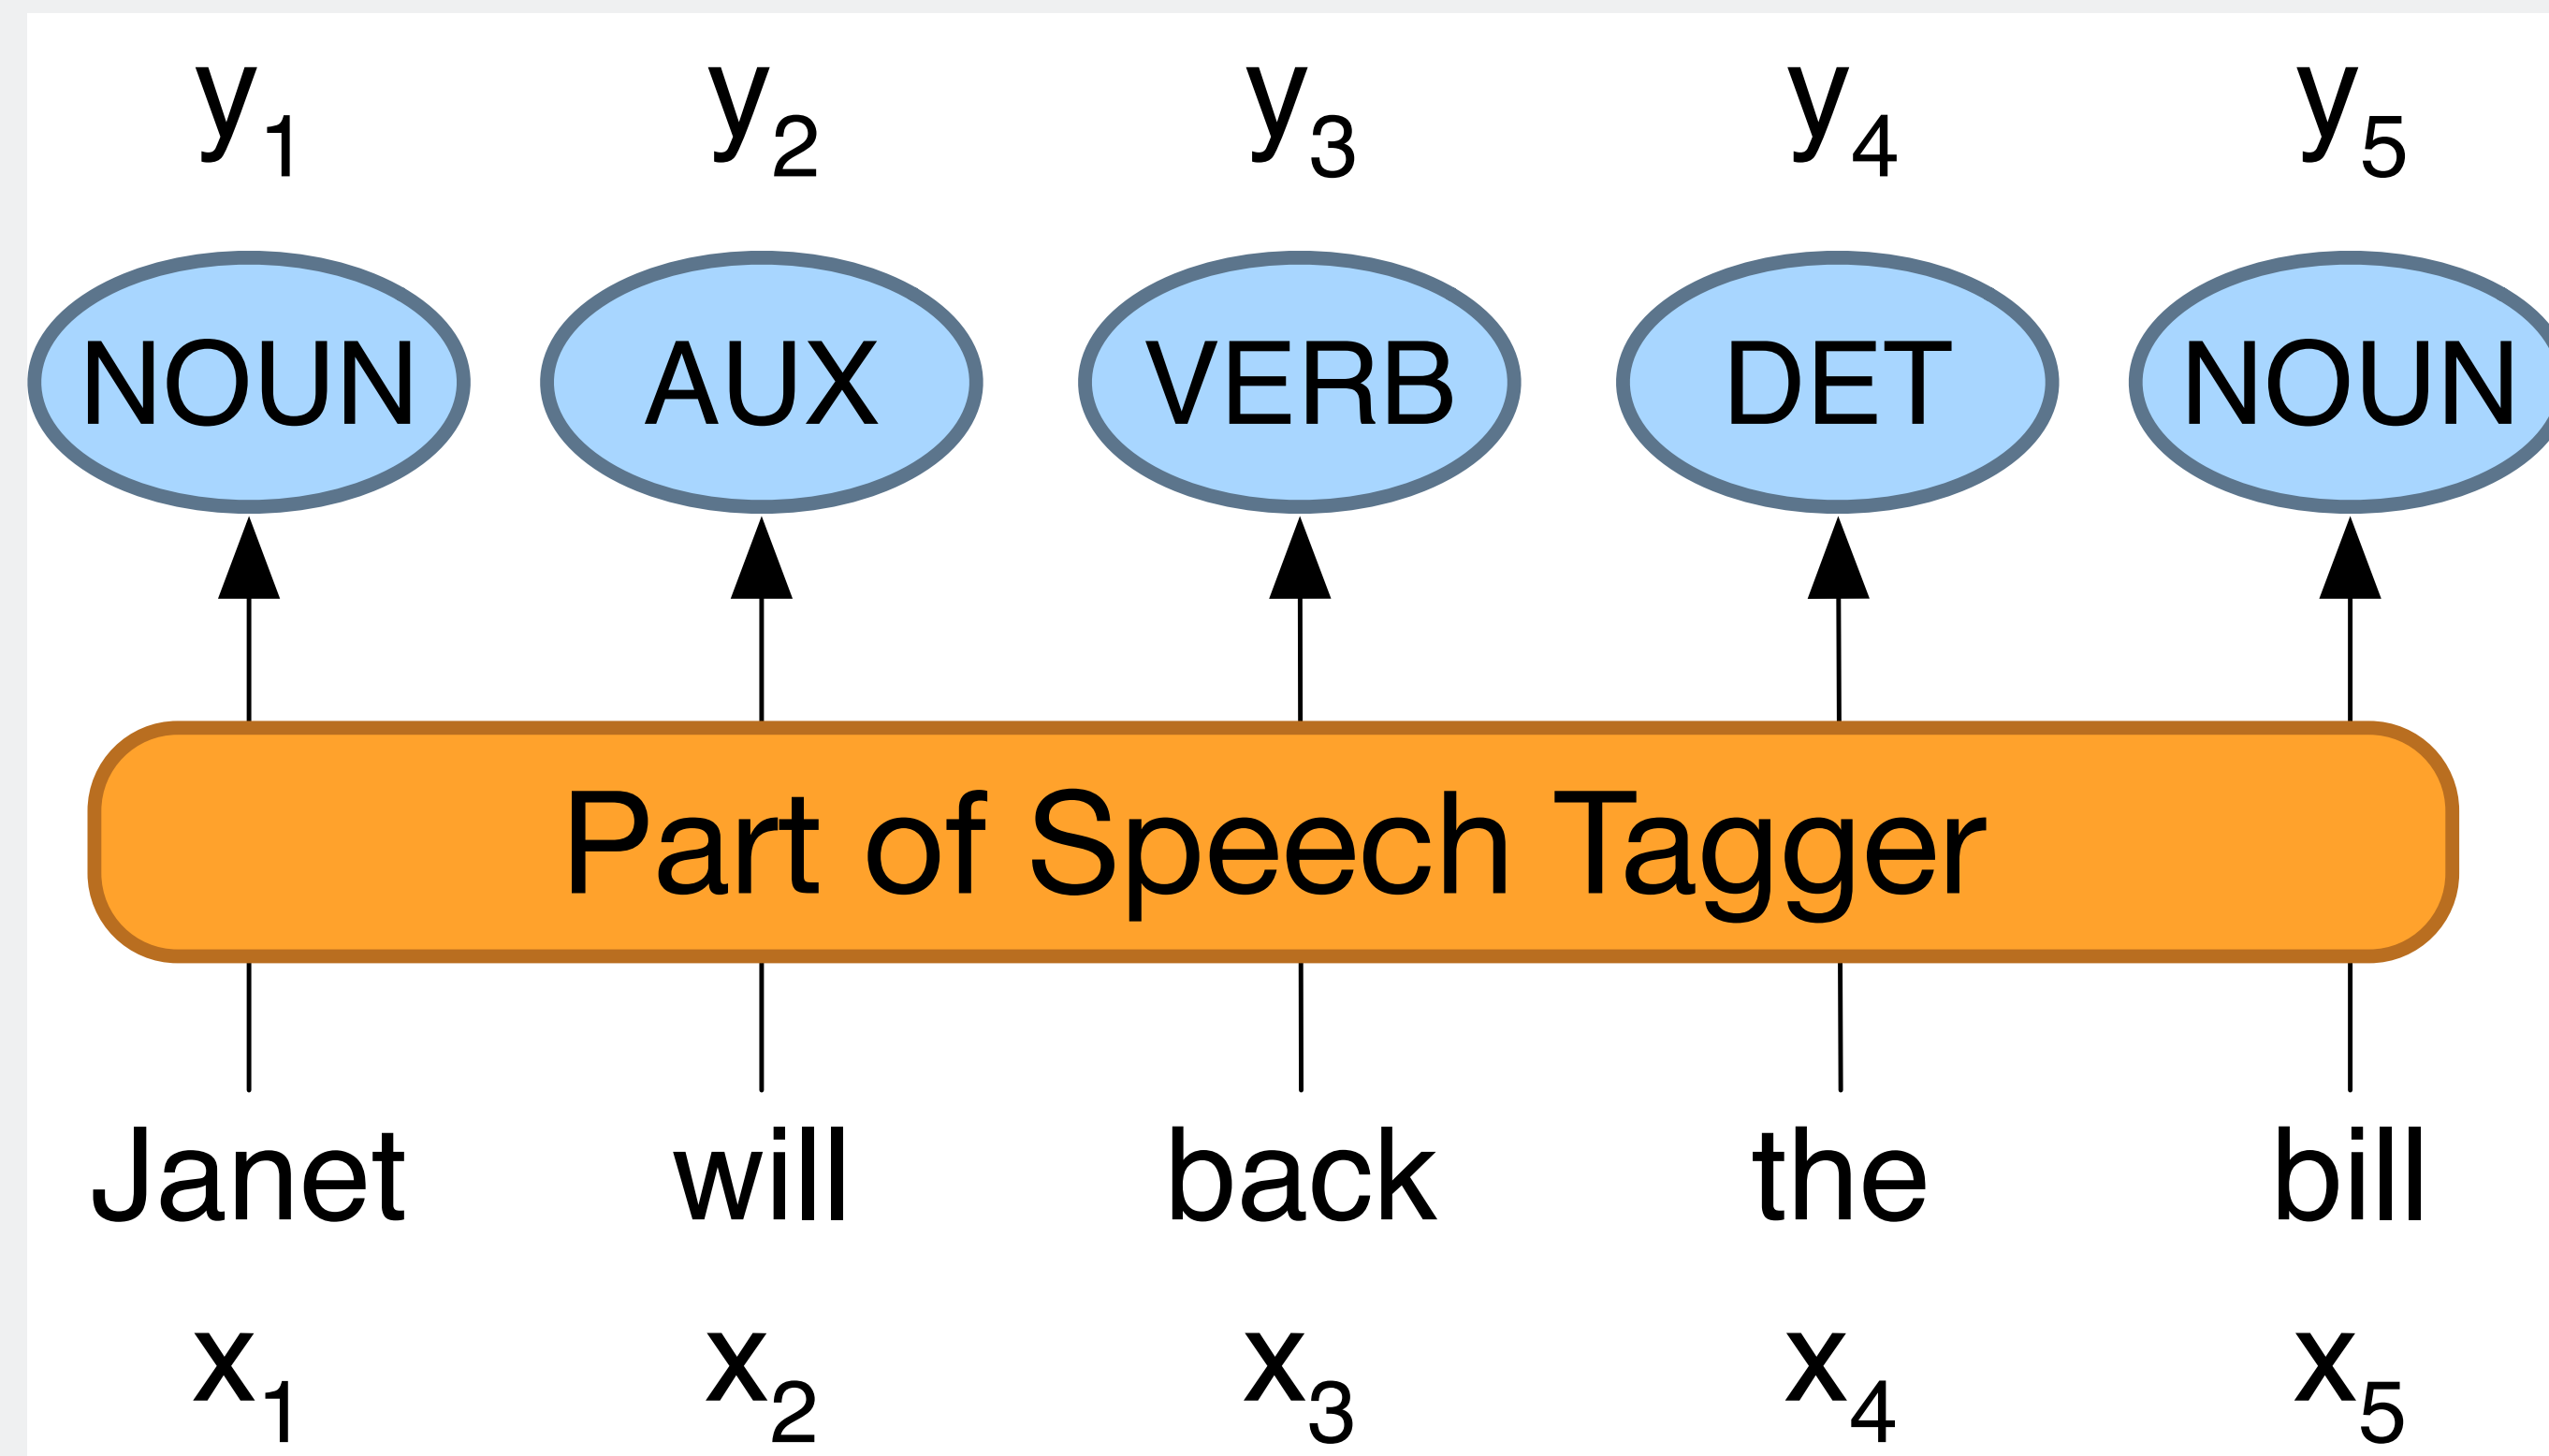 y1 y2 y3 y4 y5
NOUN AUX VERB DET NOUN
Part of Speech Tagger
Janet will back the bill
x1 x2 x3 x4 x5